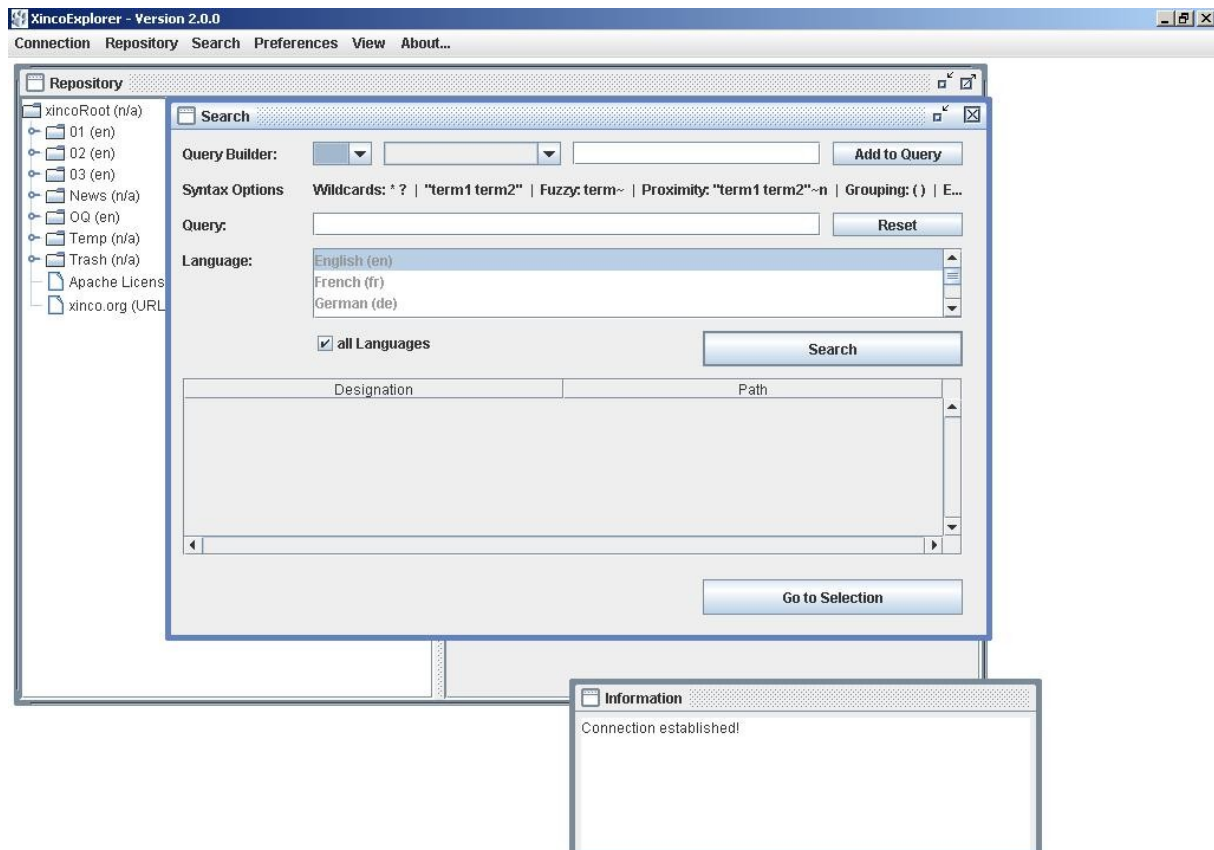 XincoExplorer - Version 2.0.0
Connection Repository Search Preferences View About...
Repository
xincoRoot (n/a)
01 (en)
02 (en)
03 (en)
News (n/a)
OQ (en)
Temp (n/a)
Trash (n/a)
Apache Licens
xinco.org (URL
Search
Query Builder: Add to Query
Syntax Options Wildcards: * ? | "term1 term2" | Fuzzy: term~ | Proximity: "term1 term2"~n | Grouping: ( ) | E...
Query: Reset
Language: English (en)
French (fr)
German (de)
all Languages Search
Designation Path
Go to Selection
Information
Connection established!